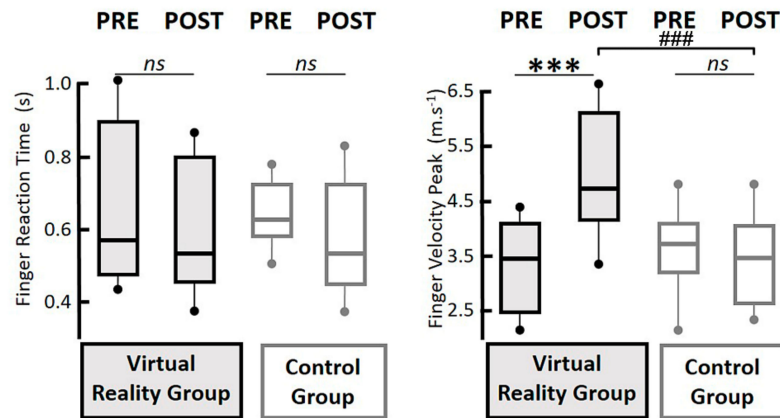 PRE POST PRE POST
ns ns
Finger Reaction Time (s)
1.0
0.8
0.6
0.4
Virtual
Reality Group
Control
Group
PRE POST PRE POST
###
*** ns
Finger Velocity Peak (m.s-1)
6.5
5.5
4.5
3.5
2.5
Virtual
Reality Group
Control
Group